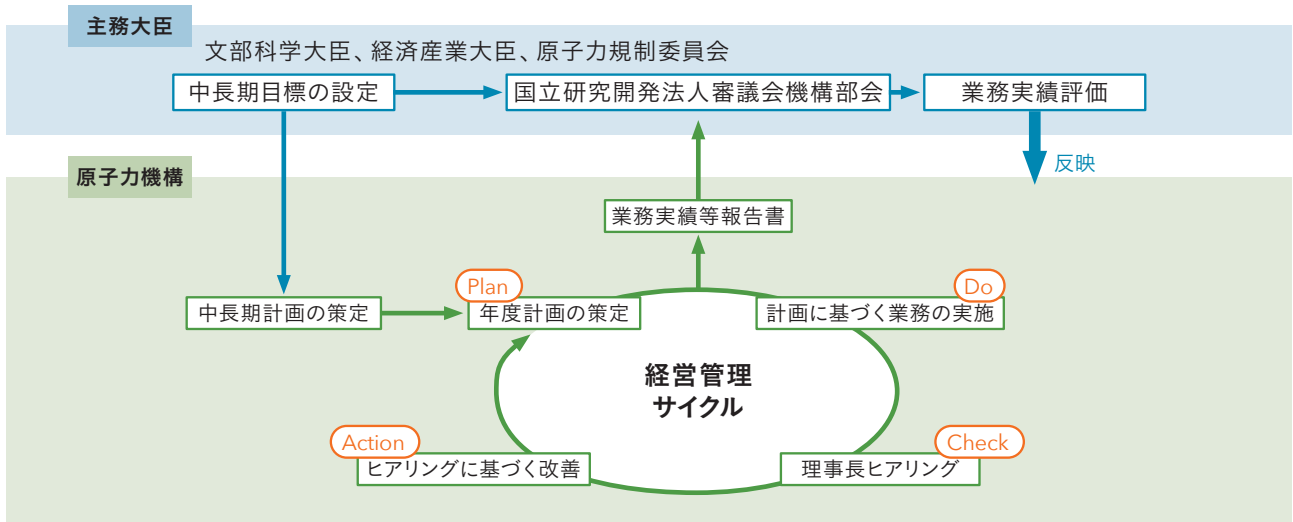 主務大臣
文部科学大臣、経済産業大臣、原子力規制委員会
中長期目標の設定
国立研究開発法人審議会機構部会
業務実績評価
反映
原子力機構
業務実績等報告書
中長期計画の策定
Plan
年度計画の策定
Do
計画に基づく業務の実施
経営管理
サイクル
Action
ヒアリングに基づく改善
Check
理事長ヒアリング